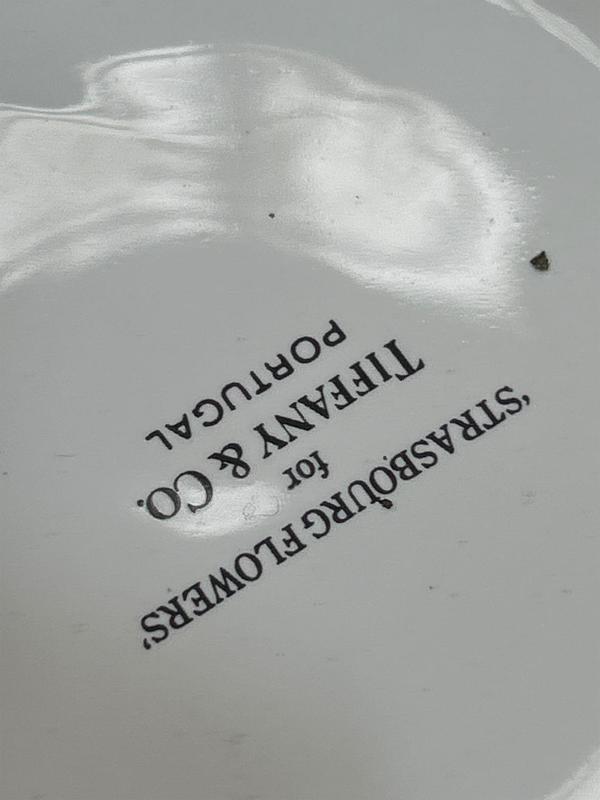 'STRASBOURG FLOWERS'
for
TIFFANY & CO.
PORTUGAL